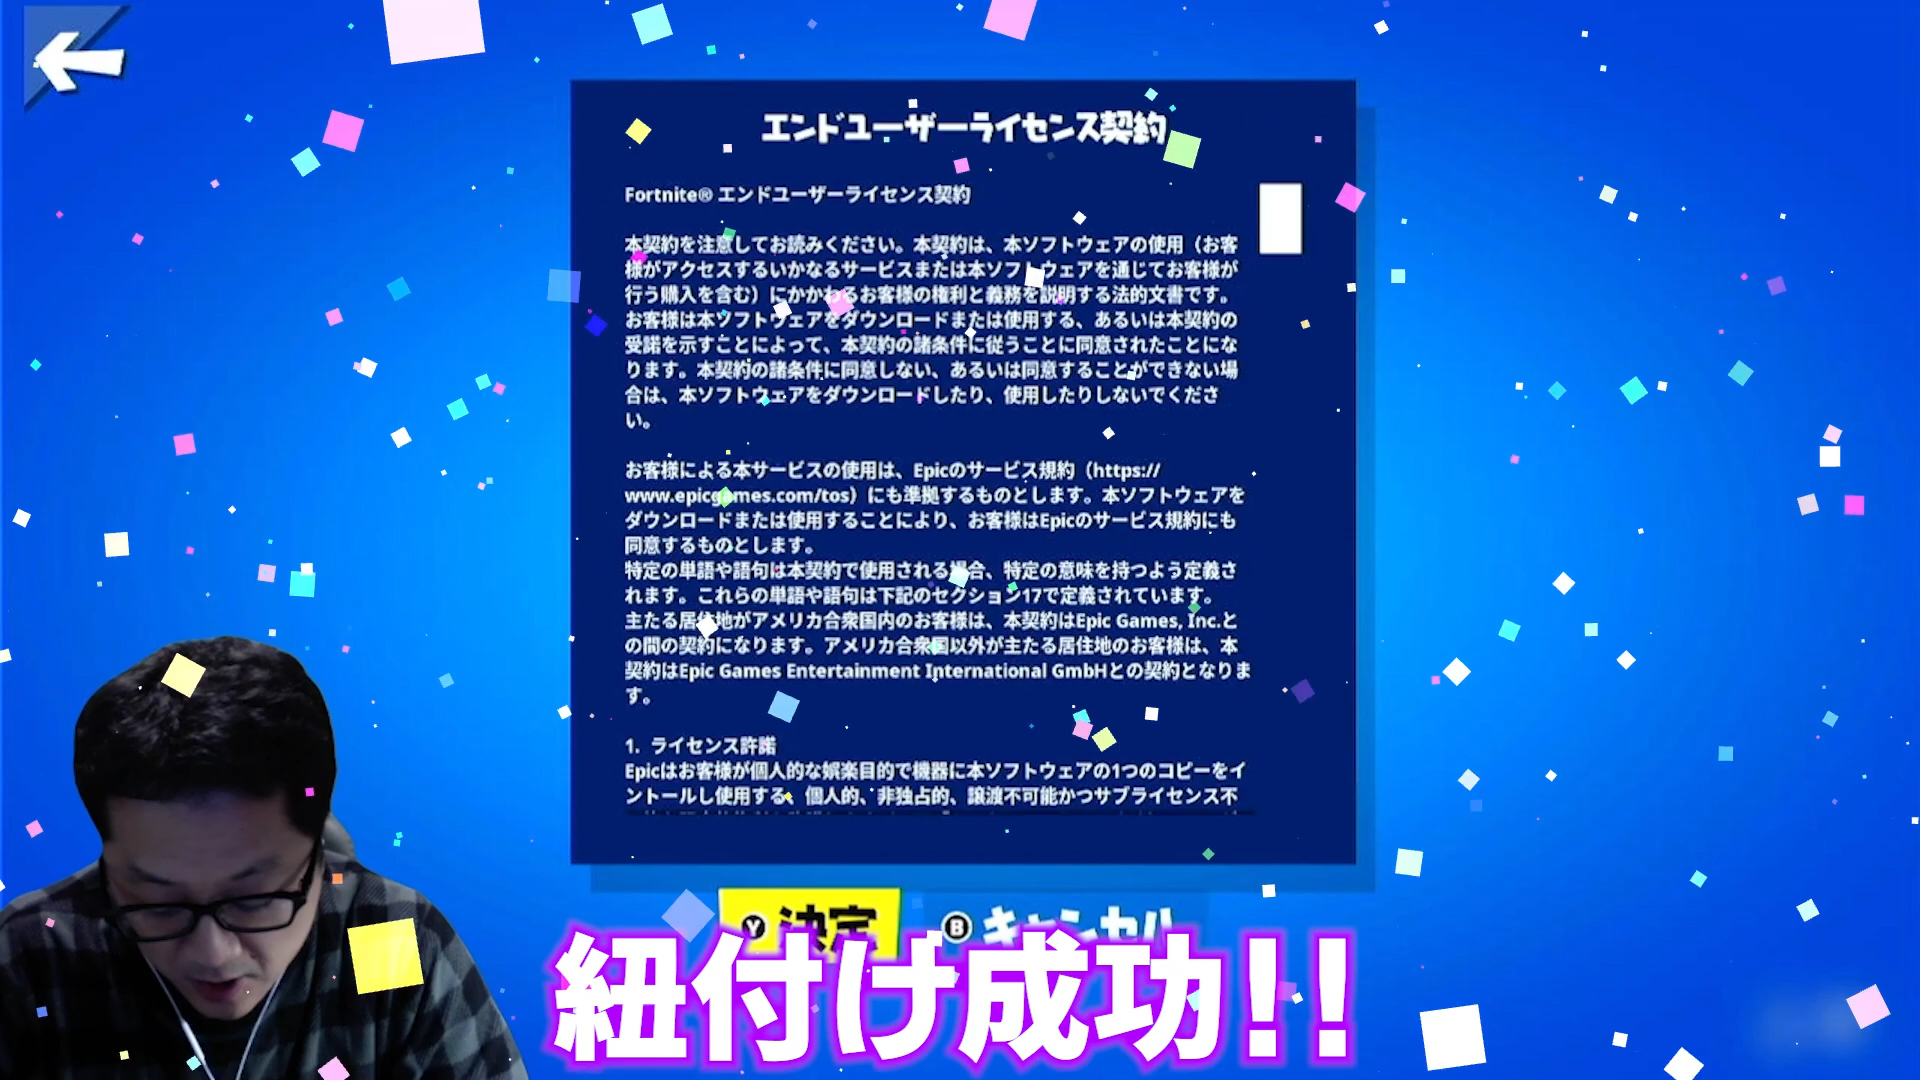 エンドユーザーライセンス契約
Fortnite® エンドユーザーライセンス契約
本契約を注意してお読みください。本契約は、本ソフトウェアの使用（お客
様がアクセスするいかなるサービスまたは本ソフトウェアを通じてお客様が
行う購入を含む）にかかわるお客様の権利と義務を説明する法的文書です。
お客様は本ソフトウェアをダウンロードまたは使用する、あるいは本契約の
受諾を示すことによって、本契約の諸条件に従うことに同意されたことにな
ります。本契約の諸条件に同意しない、あるいは同意することができない場
合は、本ソフトウェアをダウンロードしたり、使用したりしないでくださ
い。
お客様による本サービスの使用は、Epicのサービス規約（https://
www.epicgames.com/tos）にも準拠するものとします。本ソフトウェアを
ダウンロードまたは使用することにより、お客様はEpicのサービス規約にも
同意するものとします。
特定の単語や語句は本契約で使用される場合、特定の意味を持つよう定義さ
れます。これらの単語や語句は下記のセクション17で定義されています。
主たる居住地がアメリカ合衆国内のお客様は、本契約はEpic Games, Inc.と
の間の契約になります。アメリカ合衆国以外が主たる居住地のお客様は、本
契約はEpic Games Entertainment International GmbHとの契約となりま
す。
1. ライセンス許諾
Epicはお客様が個人的な娯楽目的で機器に本ソフトウェアの1つのコピーをイ
ントールし使用する、個人的、非独占的、譲渡不可能かつサブライセンス不
Y 決定 B キャンセル
紐付け成功!!